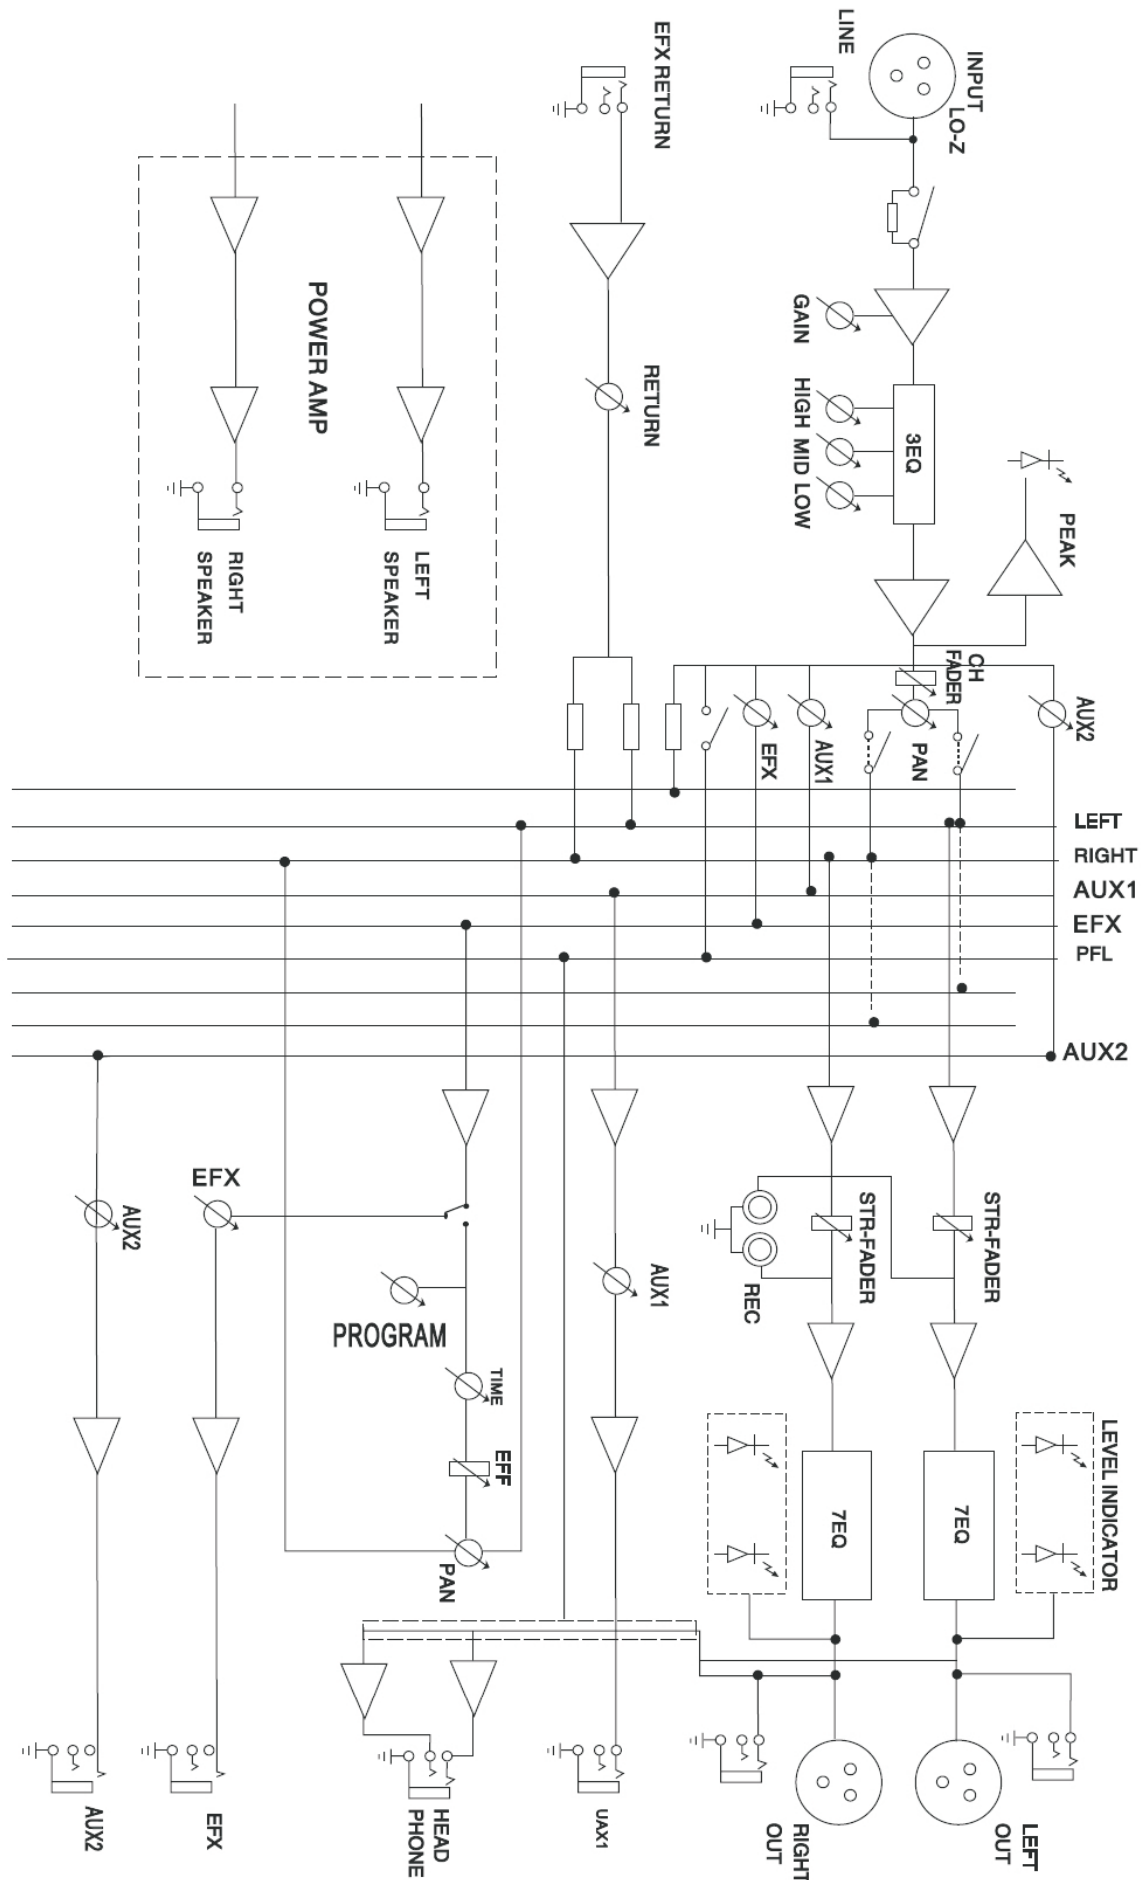 EFX RETURN
LINE
INPUT
LO-Z
GAIN
HIGH
MID
LOW
3EQ
PEAK
RETURN
POWER AMP
RIGHT
SPEAKER
LEFT
SPEAKER
CH
FADER
EFX
AUX1
PAN
AUX2
LEFT
RIGHT
AUX1
EFX
PFL
AUX2
EFX
AUX2
PROGRAM
TIME
EFF
PAN
AUX1
REC
STR-FADER
STR-FADER
7EQ
7EQ
LEVEL INDICATOR
AUX2
EFX
HEAD
PHONE
UAX1
RIGHT
OUT
LEFT
OUT